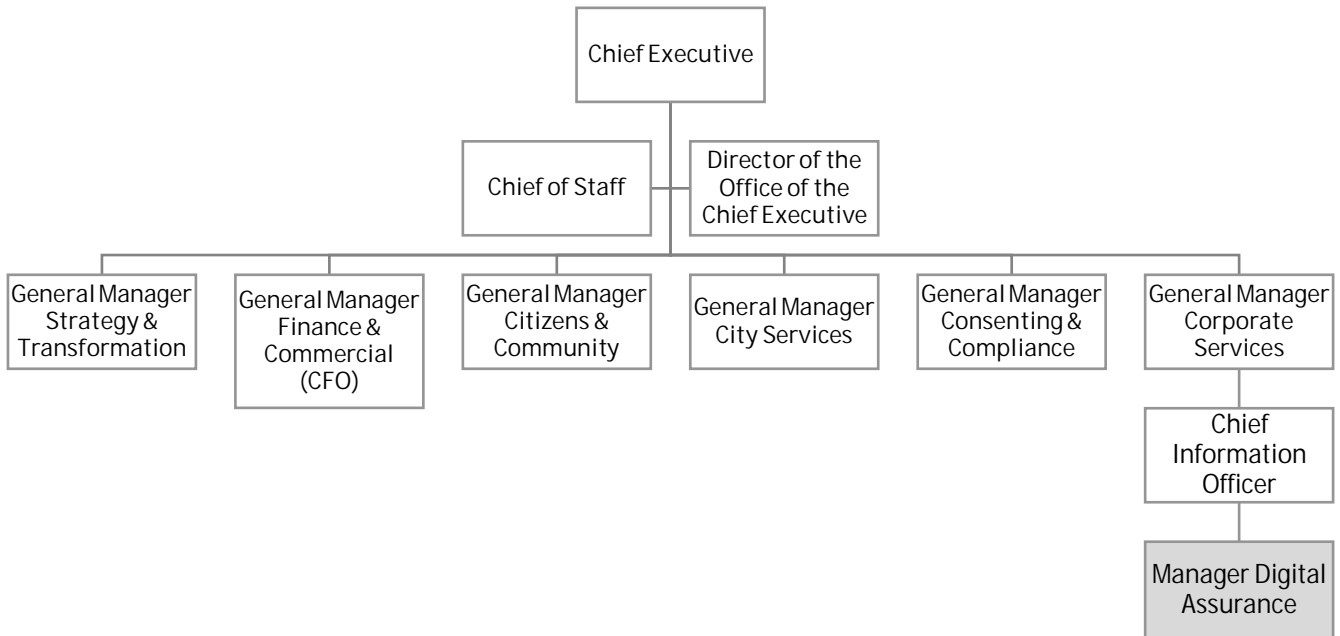 Chief Executive
Chief of Staff
Director of the
Office of the
Chief Executive
General Manager
Strategy &
Transformation
General Manager
Finance &
Commercial
(CFO)
General Manager
Citizens &
Community
General Manager
City Services
General Manager
Consenting &
Compliance
General Manager
Corporate
Services
Chief
Information
Officer
Manager Digital
Assurance